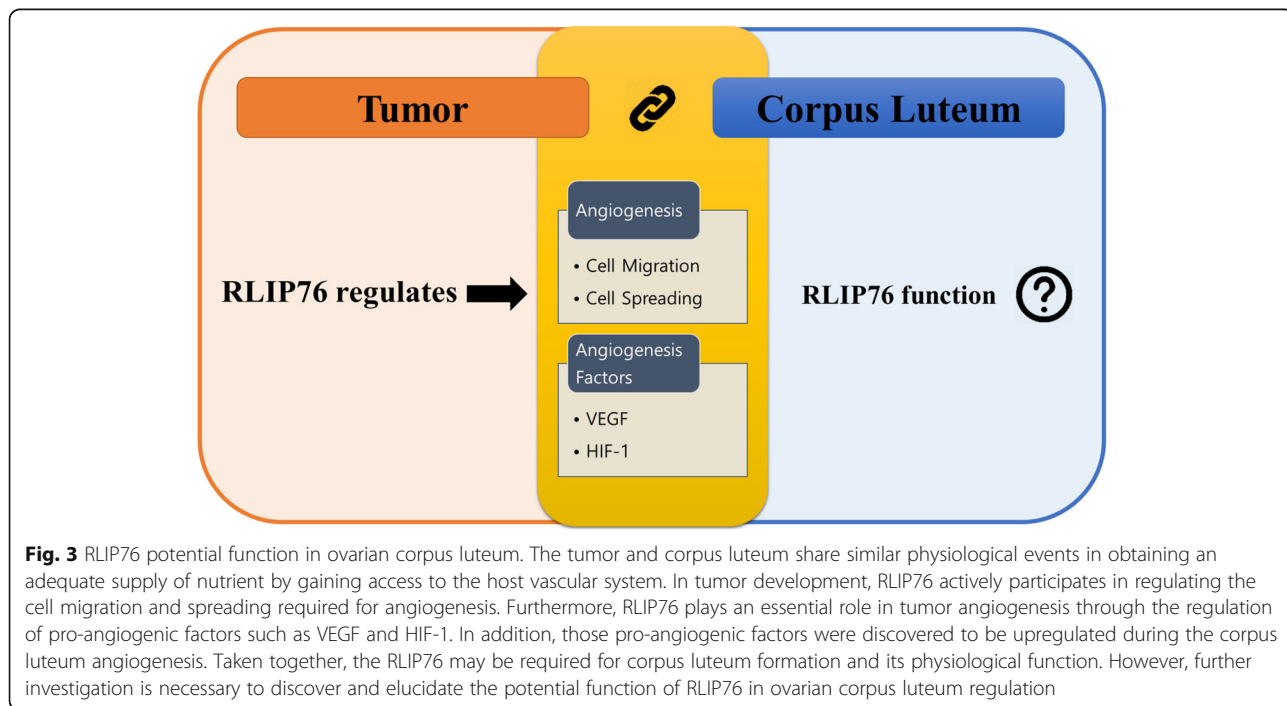 Tumor
Corpus Luteum
Angiogenesis
• Cell Migration
• Cell Spreading
RLIP76 regulates
RLIP76 function ?
Angiogenesis
Factors
• VEGF
• HIF-1
Fig. 3 RLIP76 potential function in ovarian corpus luteum. The tumor and corpus luteum share similar physiological events in obtaining an
adequate supply of nutrient by gaining access to the host vascular system. In tumor development, RLIP76 actively participates in regulating the
cell migration and spreading required for angiogenesis. Furthermore, RLIP76 plays an essential role in tumor angiogenesis through the regulation
of pro-angiogenic factors such as VEGF and HIF-1. In addition, those pro-angiogenic factors were discovered to be upregulated during the corpus
luteum angiogenesis. Taken together, the RLIP76 may be required for corpus luteum formation and its physiological function. However, further
investigation is necessary to discover and elucidate the potential function of RLIP76 in ovarian corpus luteum regulation